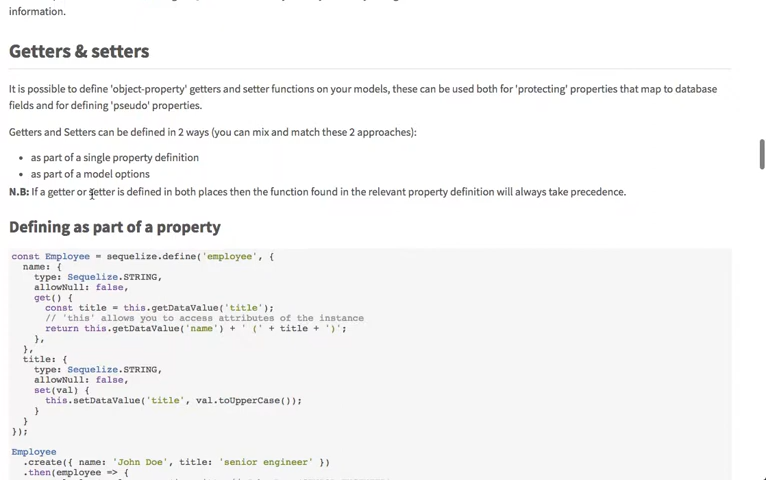 information.
Getters & setters
It is possible to define 'object-property' getters and setter functions on your models, these can be used both for 'protecting' properties that map to database
fields and for defining 'pseudo' properties.
Getters and Setters can be defined in 2 ways (you can mix and match these 2 approaches):
• as part of a single property definition
• as part of a model options
N.B: If a getter or setter is defined in both places then the function found in the relevant property definition will always take precedence.
Defining as part of a property
const Employee = sequelize.define('employee', {
  name: {
    type: Sequelize.STRING,
    allowNull: false,
    get() {
      const title = this.getDataValue('title');
      // 'this' allows you to access attributes of the instance
      return this.getDataValue('name') + ' (' + title + ')';
    },
  },
  title: {
    type: Sequelize.STRING,
    allowNull: false,
    set(val) {
      this.setDataValue('title', val.toUpperCase());
    }
  }
});
Employee
  .create({ name: 'John Doe', title: 'senior engineer' })
  .then(employee => {